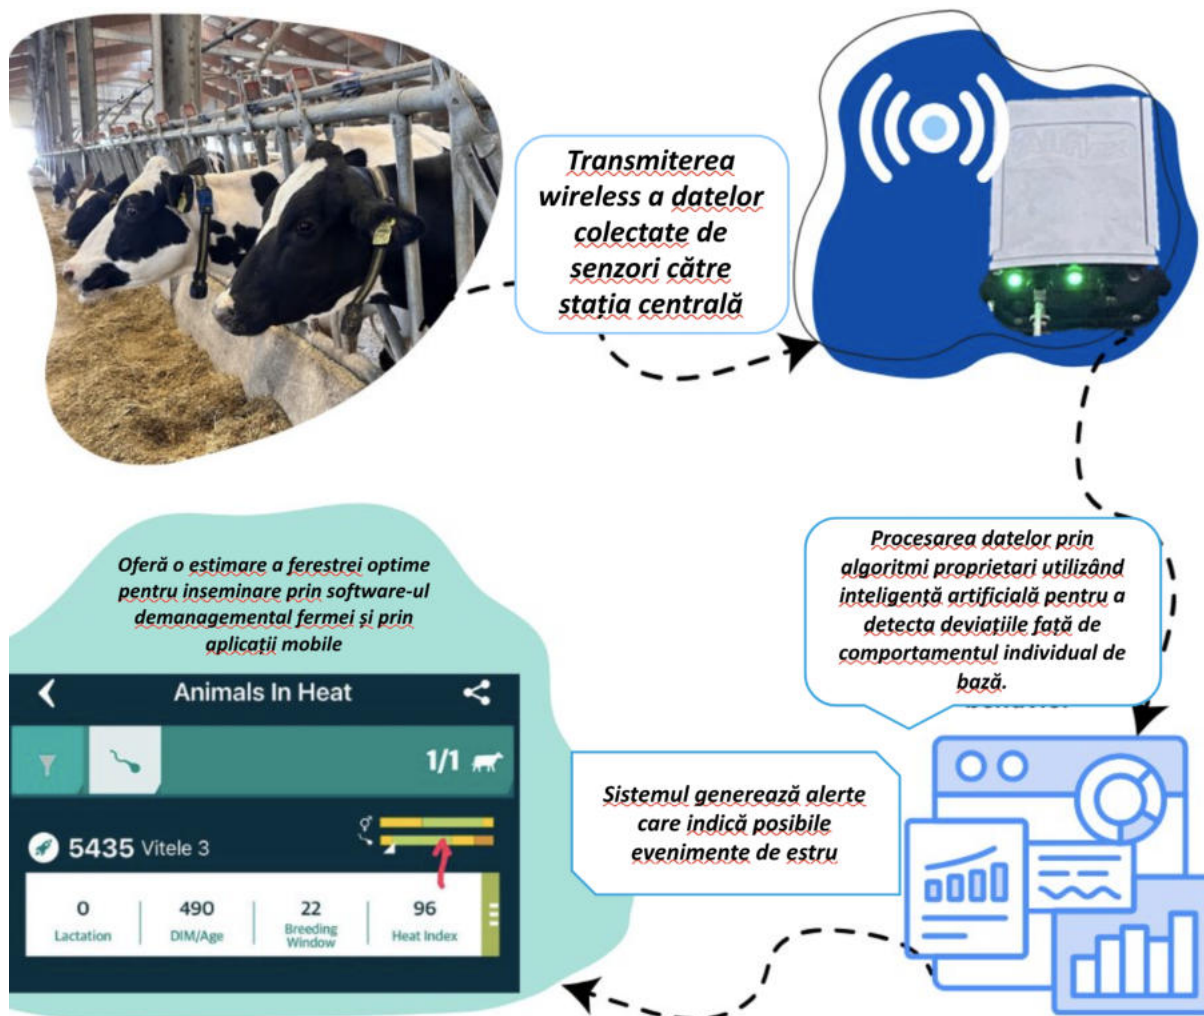 Transmiterea
wireless a datelor
colectate de
senzori către
stația centrală
Procesarea datelor prin
algoritmi proprietari utilizând
inteligență artificială pentru a
detecta deviațiile față de
comportamentul individual de
bază.
Sistemul generează alerte
care indică posibile
evenimente de estru
Oferă o estimare a ferestrei optime
pentru inseminare prin software-ul
demanagemental fermei și prin
aplicații mobile
Animals In Heat
1/1
5435 Vitele 3
0 490 22 96
Lactation DIM/Age Breeding Window Heat Index